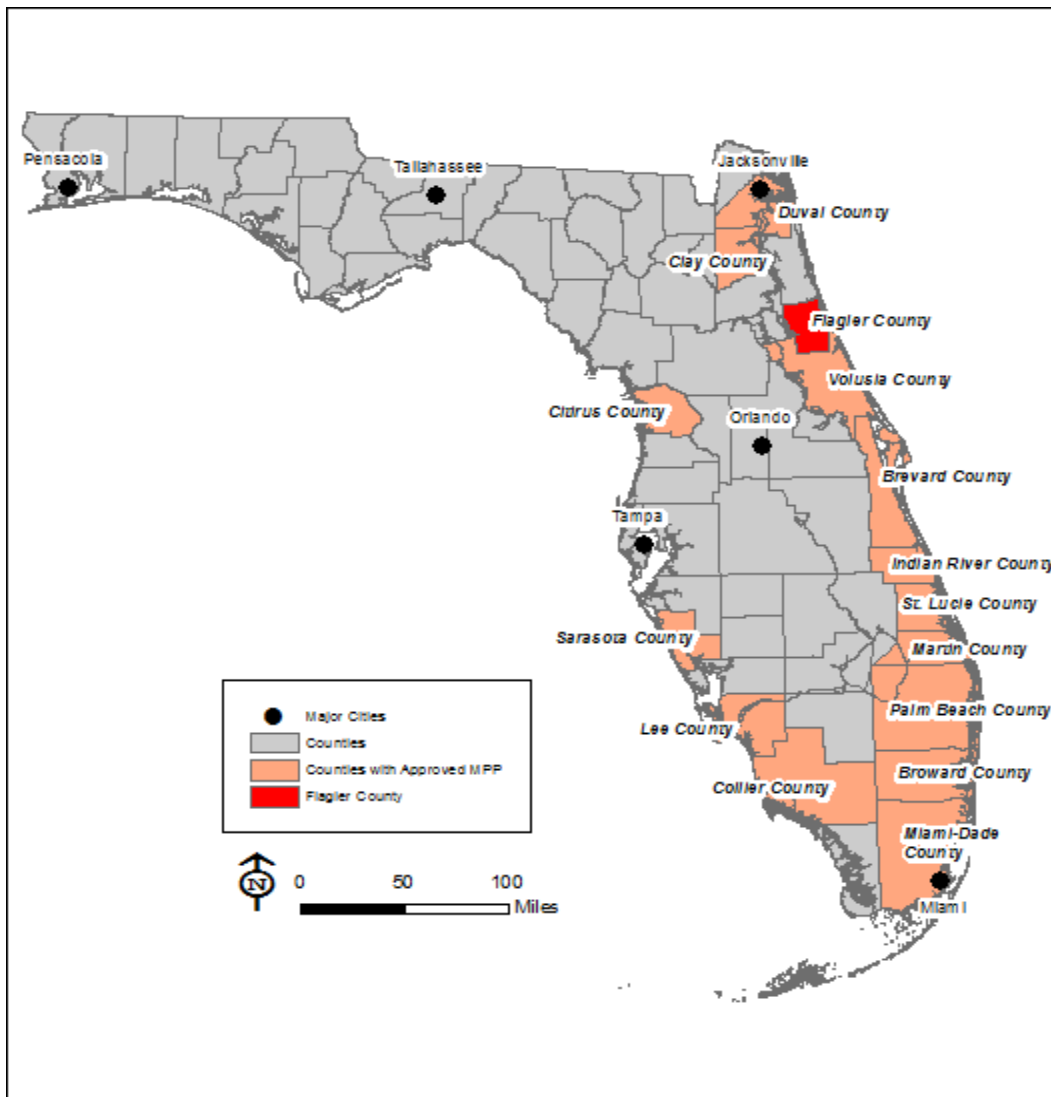 Pensacola
Tallahassee
Jacksonville
Duval County
Clay County
Flagler County
Volusia County
Citrus County
Orlando
Brevard County
Tampa
Indian River County
St. Lucie County
Sarasota County
Martin County
Palm Beach County
Lee County
Broward County
Collier County
Miami-Dade
County
Miami
Major Cities
Counties
Counties with Approved MPP
Flagler County
N
0 50 100
Miles